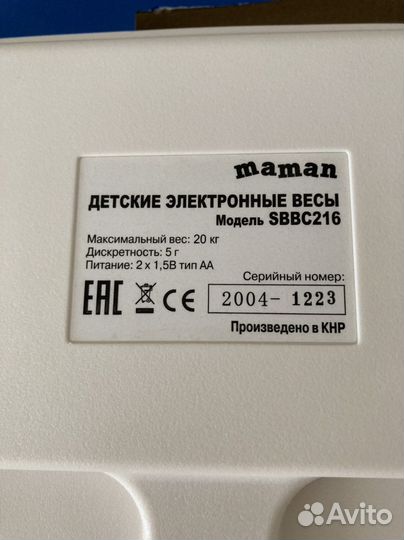 maman
ДЕТСКИЕ ЭЛЕКТРОННЫЕ ВЕСЫ
Модель SBBC216
Максимальный вес: 20 кг
Дискретность: 5 г
Питание: 2 x 1,5В тип АА
Серийный номер:
EAC CE 2004- 1223
Произведено в КНР
Avito